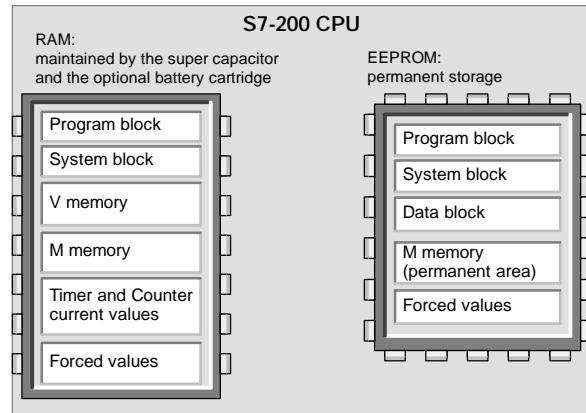 S7-200 CPU
RAM:
maintained by the super capacitor
and the optional battery cartridge
Program block
System block
V memory
M memory
Timer and Counter
current values
Forced values
EEPROM:
permanent storage
Program block
System block
Data block
M memory
(permanent area)
Forced values